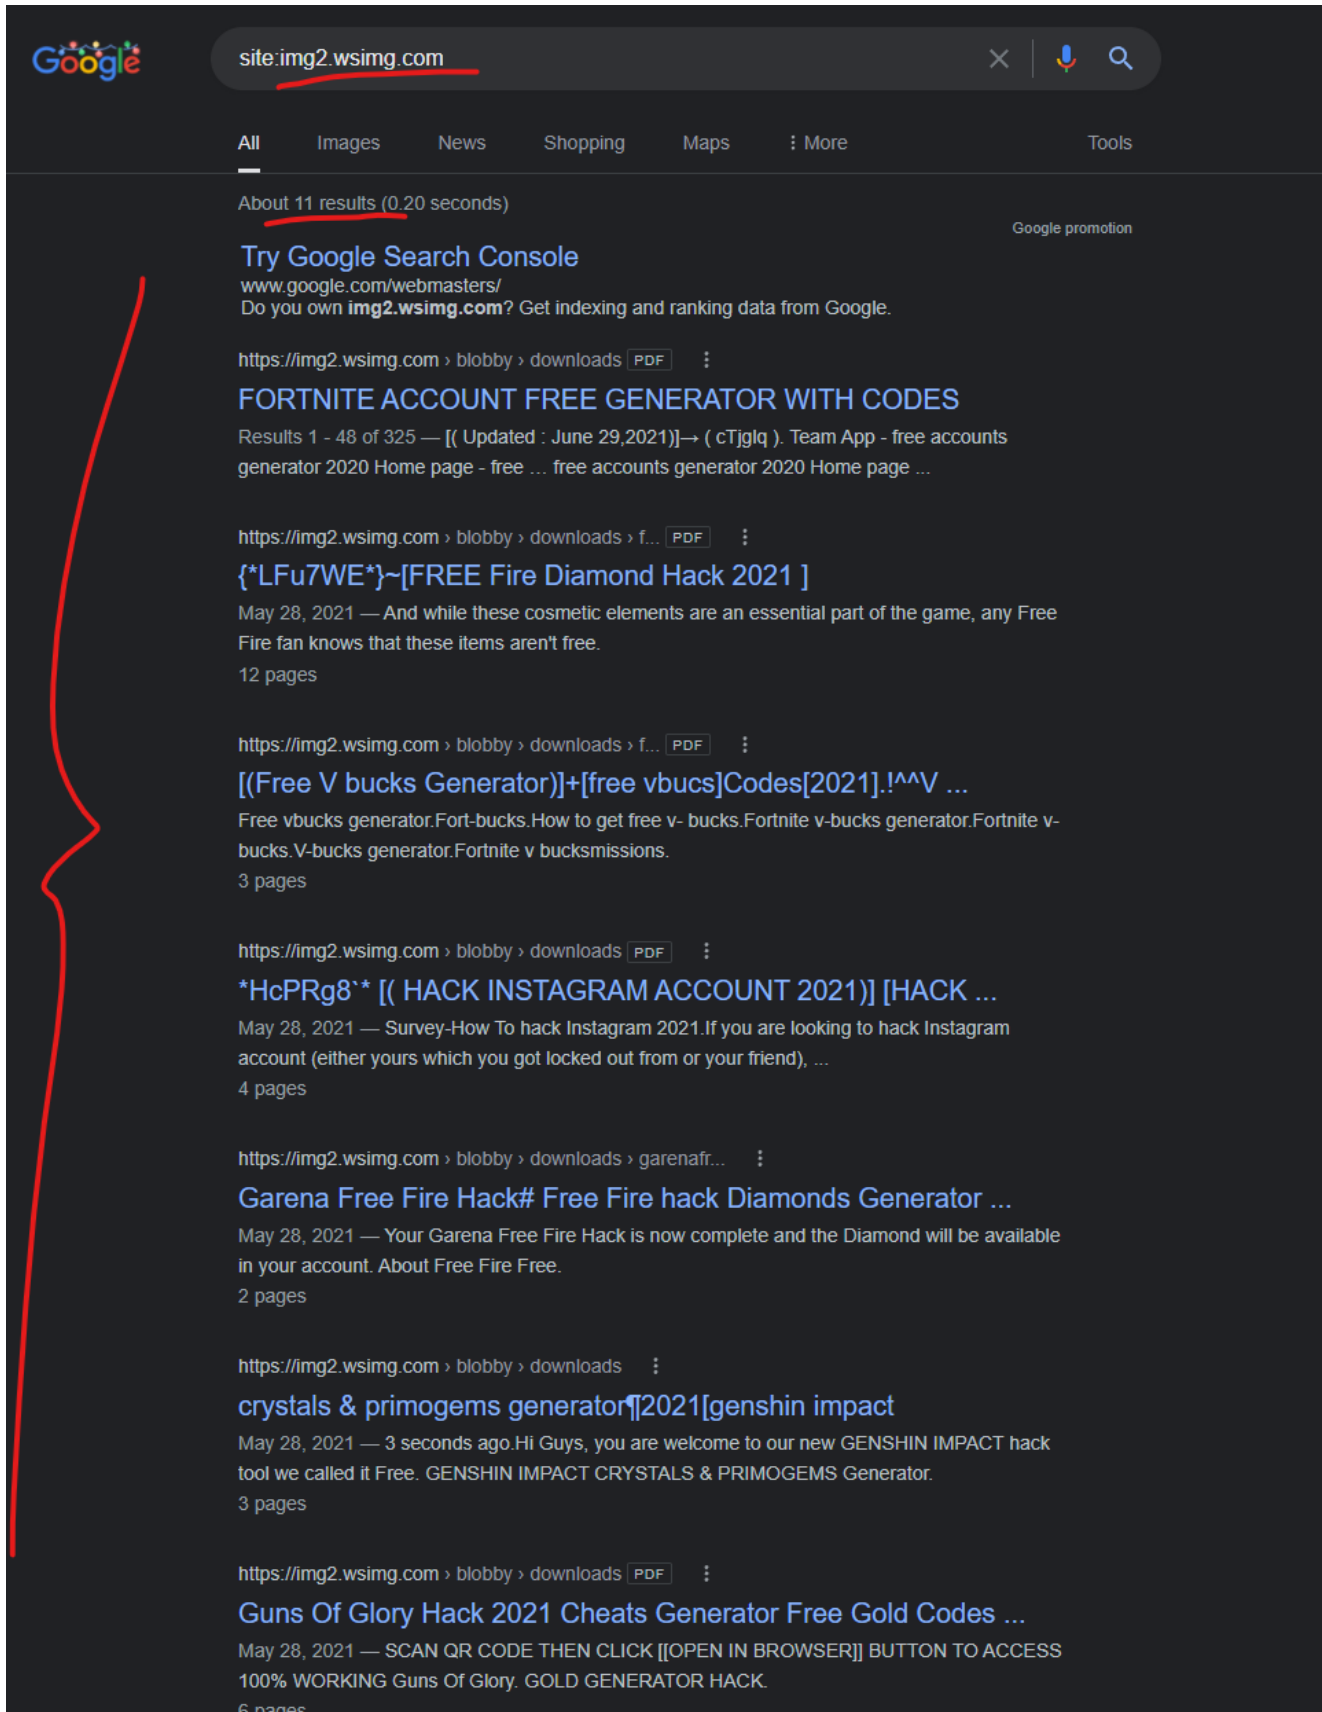 Google
site:img2.wsimg.com
All Images News Shopping Maps More Tools
About 11 results (0.20 seconds)
Google promotion
Try Google Search Console
www.google.com/webmasters/
Do you own img2.wsimg.com? Get indexing and ranking data from Google.
https://img2.wsimg.com › blobby › downloads PDF
FORTNITE ACCOUNT FREE GENERATOR WITH CODES
Results 1 - 48 of 325 — [( Updated : June 29,2021)]→ ( cTjglq ). Team App - free accounts
generator 2020 Home page - free ... free accounts generator 2020 Home page ...
https://img2.wsimg.com › blobby › downloads › f... PDF
{*LFu7WE*}~[FREE Fire Diamond Hack 2021 ]
May 28, 2021 — And while these cosmetic elements are an essential part of the game, any Free
Fire fan knows that these items aren't free.
12 pages
https://img2.wsimg.com › blobby › downloads › f... PDF
[(Free V bucks Generator)]+[free vbucs]Codes[2021].!^^V ...
Free vbucks generator.Fort-bucks.How to get free v- bucks.Fortnite v-bucks generator.Fortnite v-
bucks.V-bucks generator.Fortnite v bucksmissions.
3 pages
https://img2.wsimg.com › blobby › downloads PDF
*HcPRg8`* [( HACK INSTAGRAM ACCOUNT 2021)] [HACK ...
May 28, 2021 — Survey-How To hack Instagram 2021.If you are looking to hack Instagram
account (either yours which you got locked out from or your friend), ...
4 pages
https://img2.wsimg.com › blobby › downloads › garenafr...
Garena Free Fire Hack# Free Fire hack Diamonds Generator ...
May 28, 2021 — Your Garena Free Fire Hack is now complete and the Diamond will be available
in your account. About Free Fire Free.
2 pages
https://img2.wsimg.com › blobby › downloads
crystals & primogems generator¶2021[genshin impact
May 28, 2021 — 3 seconds ago.Hi Guys, you are welcome to our new GENSHIN IMPACT hack
tool we called it Free. GENSHIN IMPACT CRYSTALS & PRIMOGEMS Generator.
3 pages
https://img2.wsimg.com › blobby › downloads PDF
Guns Of Glory Hack 2021 Cheats Generator Free Gold Codes ...
May 28, 2021 — SCAN QR CODE THEN CLICK [[OPEN IN BROWSER]] BUTTON TO ACCESS
100% WORKING Guns Of Glory. GOLD GENERATOR HACK.
6 pages